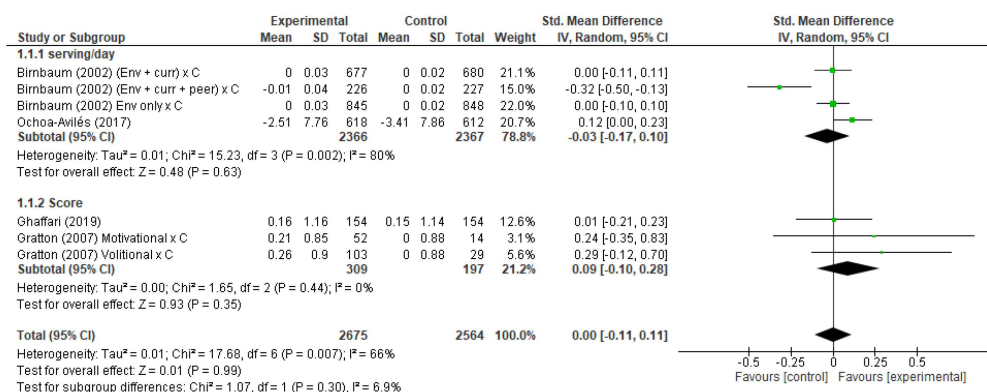 Experimental Control Std. Mean Difference Std. Mean Difference
Study or Subgroup Mean SD Total Mean SD Total Weight IV, Random, 95% CI IV, Random, 95% CI
1.1.1 serving/day
Birnbaum (2002) (Env + curr) x C 0 0.03 677 0 0.02 680 21.1% 0.00 [-0.11, 0.11]
Birnbaum (2002) (Env + curr + peer) x C -0.01 0.04 226 0 0.02 227 15.0% -0.32 [-0.50, -0.13]
Birnbaum (2002) Env only x C 0 0.03 845 0 0.02 848 22.0% 0.00 [-0.10, 0.10]
Ochoa-Avilés (2017) -2.51 7.76 618 -3.41 7.86 612 20.7% 0.12 [0.00, 0.23]
Subtotal (95% CI) 2366 2367 78.8% -0.03 [-0.17, 0.10]
Heterogeneity: Tau² = 0.01; Chi² = 15.23, df = 3 (P = 0.002); I² = 80%
Test for overall effect: Z = 0.48 (P = 0.63)
1.1.2 Score
Ghaffari (2019) 0.16 1.16 154 0.15 1.14 154 12.6% 0.01 [-0.21, 0.23]
Gratton (2007) Motivational x C 0.21 0.85 52 0 0.88 14 3.1% 0.24 [-0.35, 0.83]
Gratton (2007) Volitional x C 0.26 0.9 103 0 0.88 29 5.6% 0.29 [-0.12, 0.70]
Subtotal (95% CI) 309 197 21.2% 0.09 [-0.10, 0.28]
Heterogeneity: Tau² = 0.00; Chi² = 1.65, df = 2 (P = 0.44); I² = 0%
Test for overall effect: Z = 0.93 (P = 0.35)
Total (95% CI) 2675 2564 100.0% 0.00 [-0.11, 0.11]
Heterogeneity: Tau² = 0.01; Chi² = 17.68, df = 6 (P = 0.007); I² = 66%
Test for overall effect: Z = 0.01 (P = 0.99)
Test for subgroup differences: Chi² = 1.07, df = 1 (P = 0.30), I² = 6.9%
-0.5 -0.25 0 0.25 0.5
Favours [control] Favours [experimental]